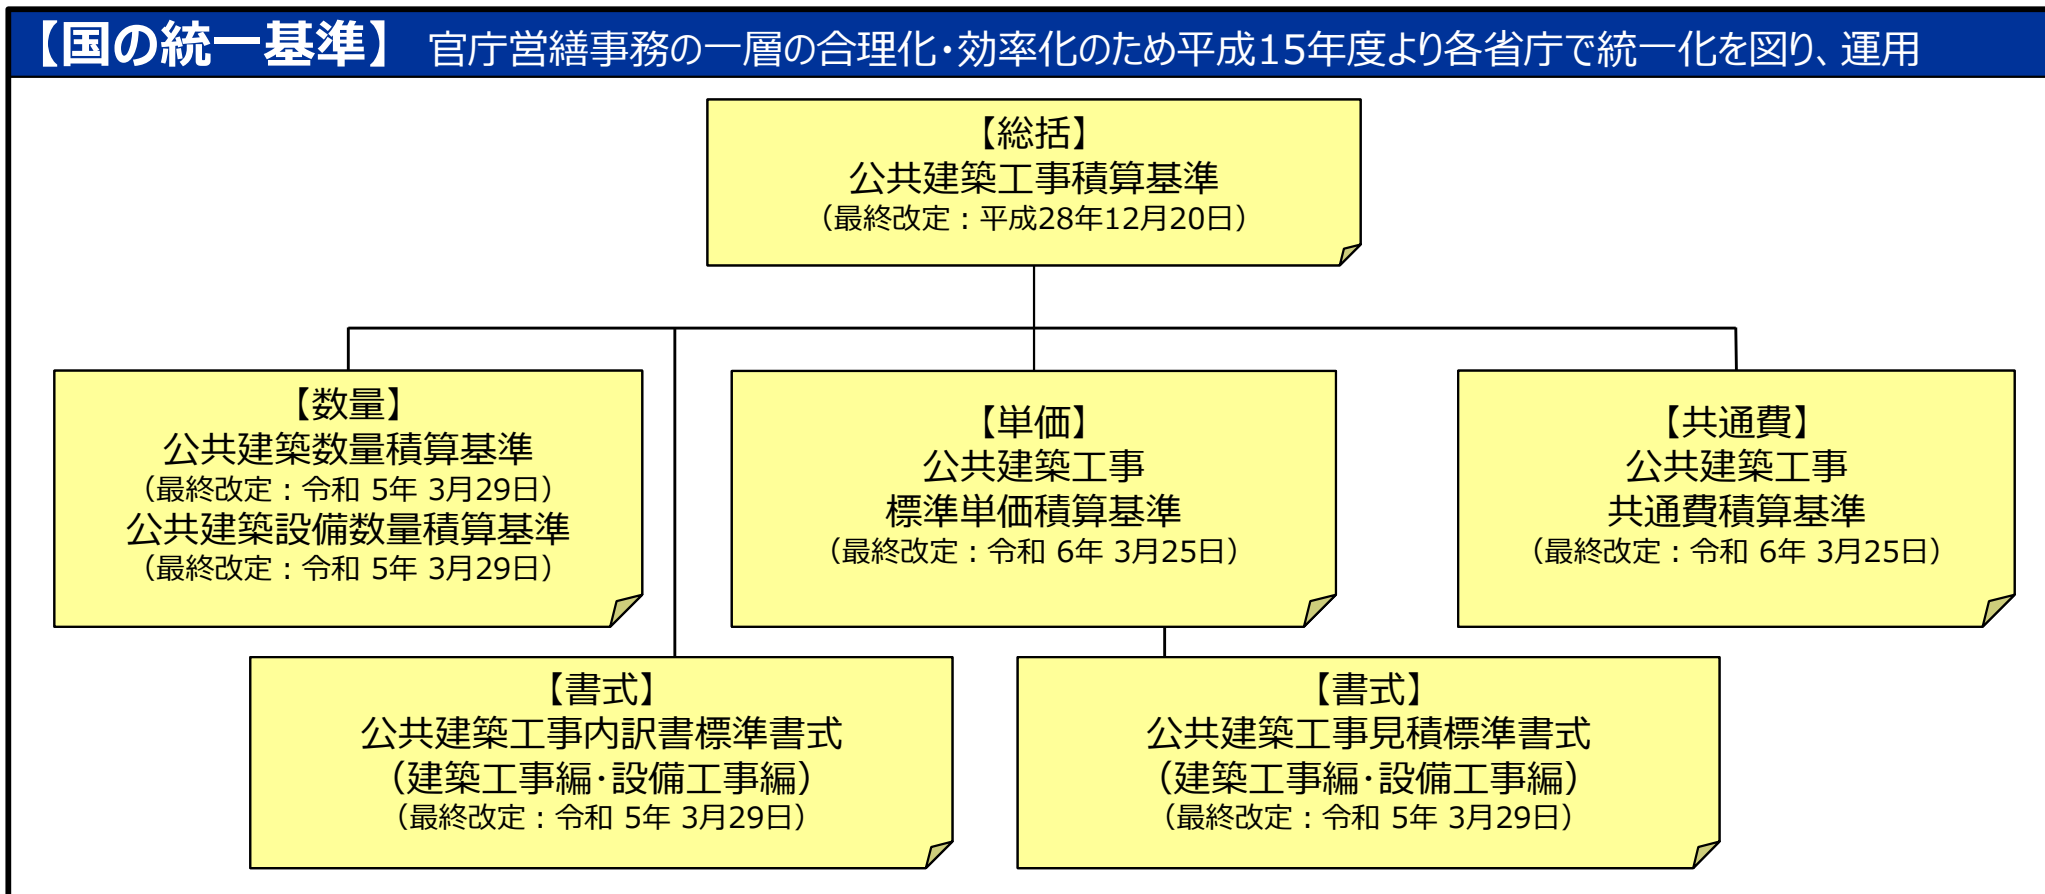 【国の統一基準】 官庁営繕事務の一層の合理化・効率化のため平成15年度より各省庁で統一化を図り、運用
【総括】
公共建築工事積算基準
（最終改定：平成28年12月20日）
【数量】
公共建築数量積算基準
（最終改定：令和 5年 3月29日）
公共建築設備数量積算基準
（最終改定：令和 5年 3月29日）
【単価】
公共建築工事
標準単価積算基準
（最終改定：令和 6年 3月25日）
【共通費】
公共建築工事
共通費積算基準
（最終改定：令和 6年 3月25日）
【書式】
公共建築工事内訳書標準書式
（建築工事編・設備工事編）
（最終改定：令和 5年 3月29日）
【書式】
公共建築工事見積標準書式
（建築工事編・設備工事編）
（最終改定：令和 5年 3月29日）